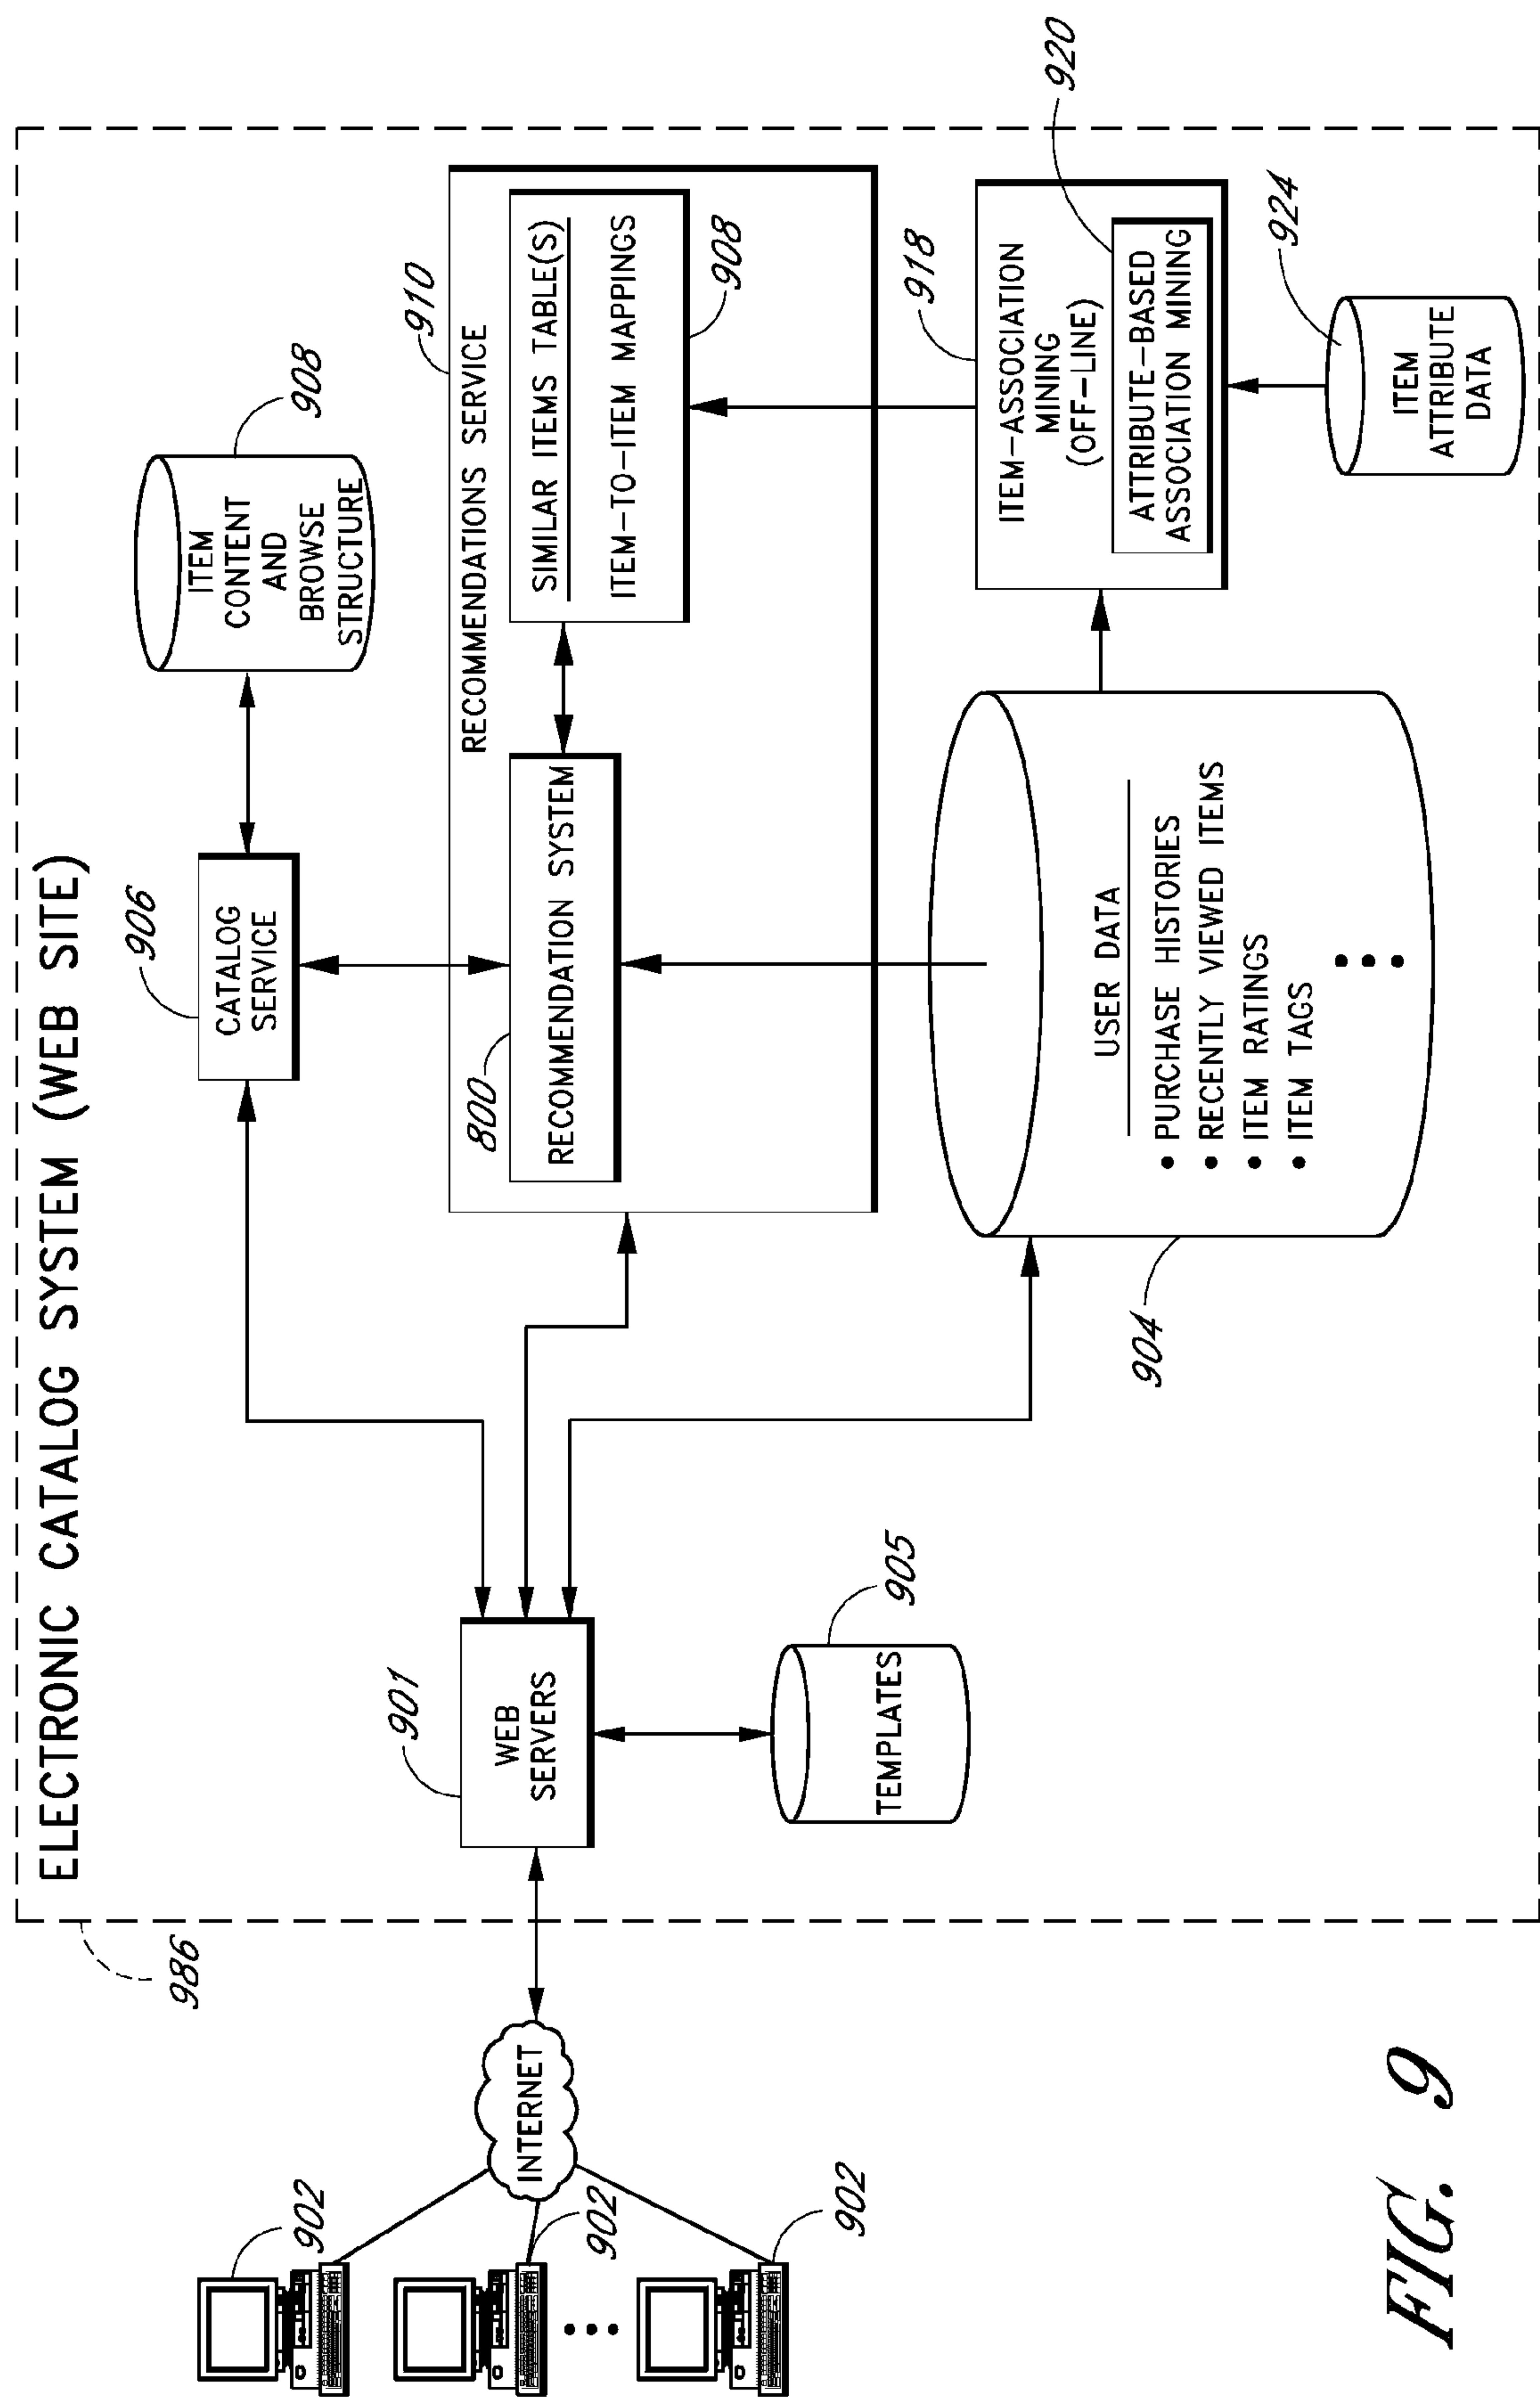 ELECTRONIC CATALOG SYSTEM (WEB SITE)
986
902
902
902
INTERNET
901
WEB
SERVERS
905
TEMPLATES
906
CATALOG
SERVICE
908
ITEM
CONTENT
AND
BROWSE
STRUCTURE
910
RECOMMENDATIONS SERVICE
800
RECOMMENDATION SYSTEM
SIMILAR ITEMS TABLE(S)
ITEM-TO-ITEM MAPPINGS
908
904
USER DATA
• PURCHASE HISTORIES
• RECENTLY VIEWED ITEMS
• ITEM RATINGS
• ITEM TAGS
918
ITEM-ASSOCIATION
MINING
(OFF-LINE)
920
ATTRIBUTE-BASED
ASSOCIATION MINING
924
ITEM
ATTRIBUTE
DATA
FIG. 9